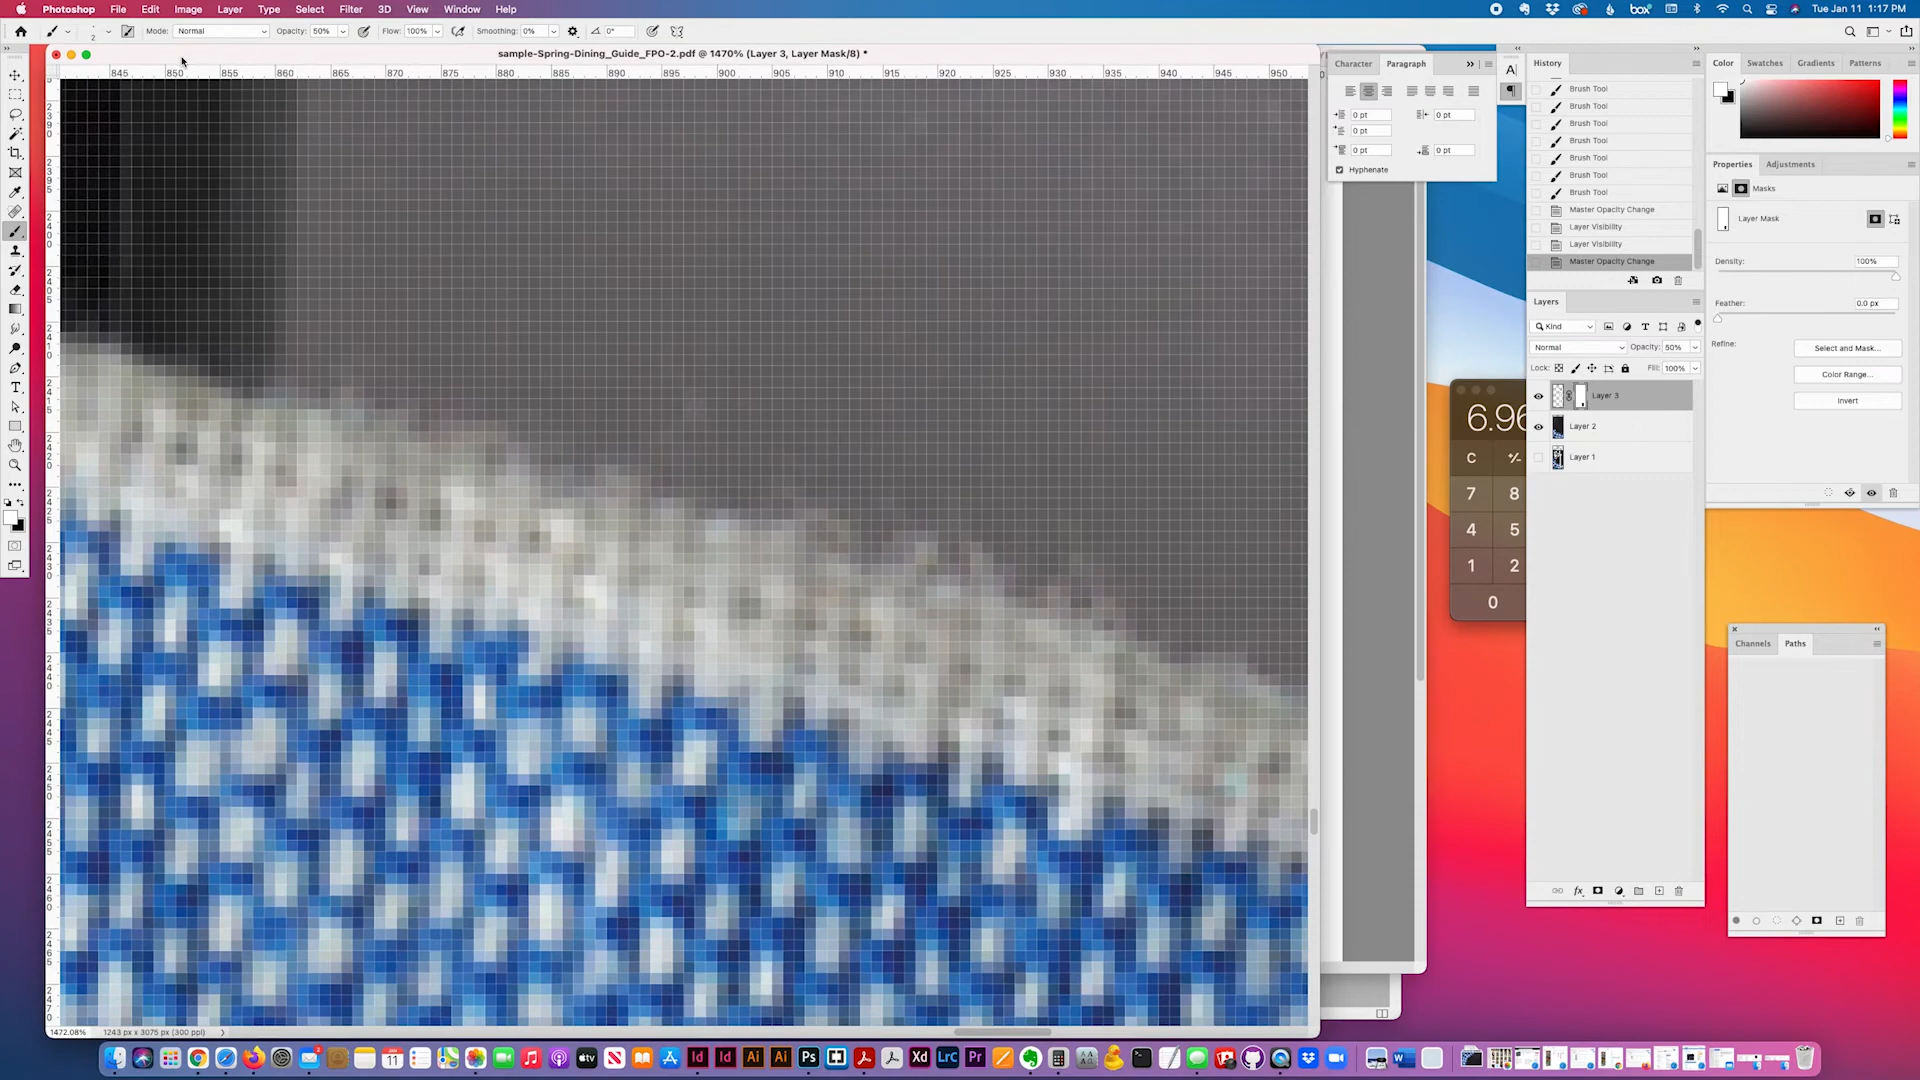 Photoshop File Edit Image Layer Type Select Filter 3D View Window Help
box
Tue Jan 11 1:17 PM
2 Mode: Normal Opacity: 50% Flow: 100% Smoothing: 0% 0°
sample-Spring-Dining_Guide_FPO-2.pdf @ 1470% (Layer 3, Layer Mask/8) *
845 850 855 860 865 870 875 880 885 890 895 900 905 910 915 920 925 930 935 940 945 950
Character Paragraph
0 pt 0 pt
0 pt
0 pt 0 pt
Hyphenate
History
Brush Tool
Brush Tool
Brush Tool
Brush Tool
Brush Tool
Brush Tool
Brush Tool
Master Opacity Change
Layer Visibility
Layer Visibility
Master Opacity Change
Color Swatches Gradients Patterns
Properties Adjustments
Masks
Layer Mask
Density: 100%
Feather: 0.0 px
Refine: Select and Mask...
Color Range...
Invert
Layers
Kind
Normal Opacity: 50%
Lock: Fill: 100%
Layer 3
Layer 2
Layer 1
6.96
C +⁄-
7 8
4 5
1 2
0
Channels Paths
1472.08% 1243 px x 3075 px (300 ppi)